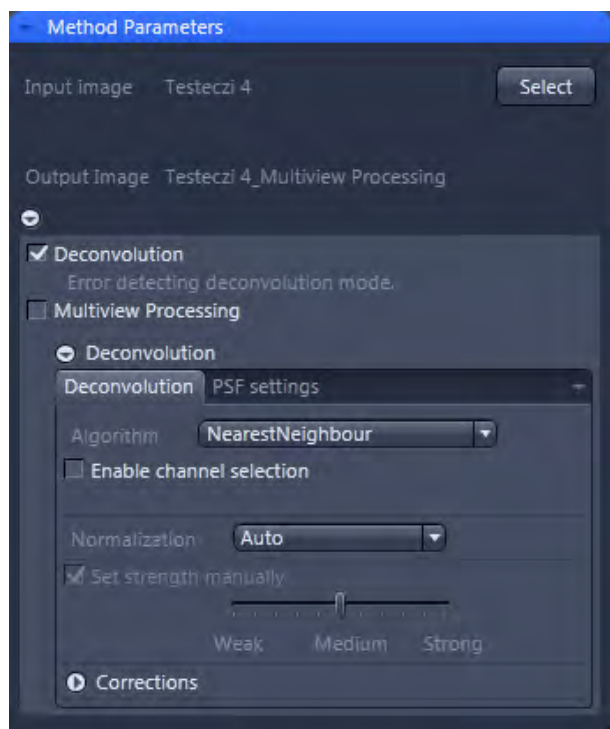 Method Parameters
Input image Testeczi 4 Select
Output Image Testeczi 4_Multiview Processing
Deconvolution
Error detecting deconvolution mode.
Multiview Processing
Deconvolution
Deconvolution PSF settings
Algorithm NearestNeighbour
Enable channel selection
Normalization Auto
Set strength manually
Weak Medium Strong
Corrections